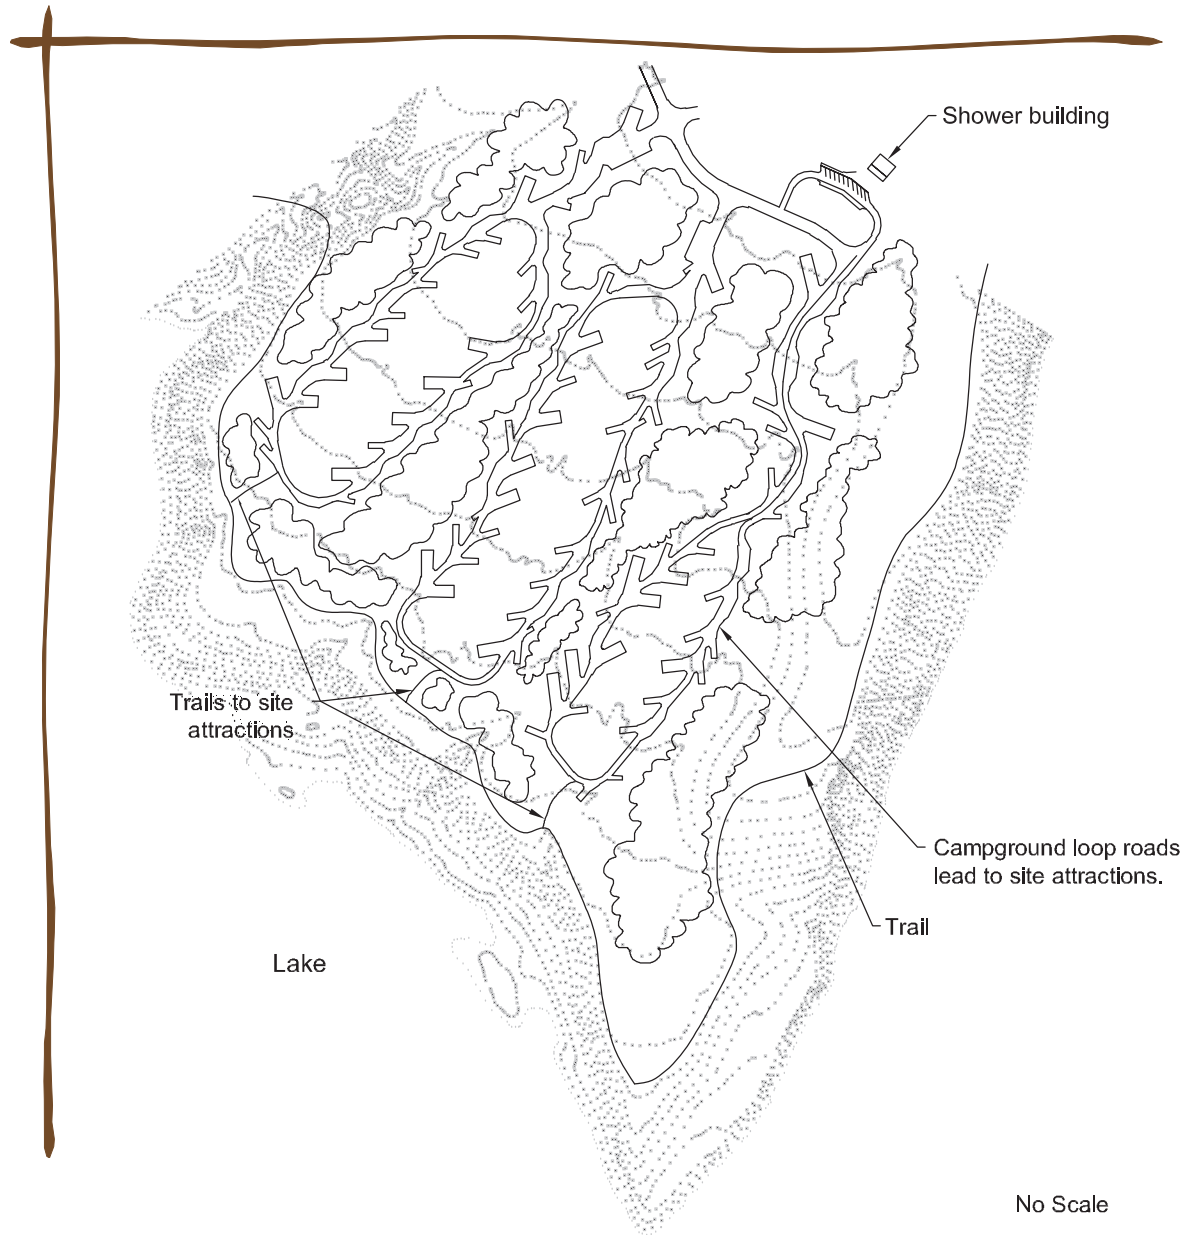 Shower building
Trails to site
attractions
Campground loop roads
lead to site attractions.
Trail
Lake
No Scale